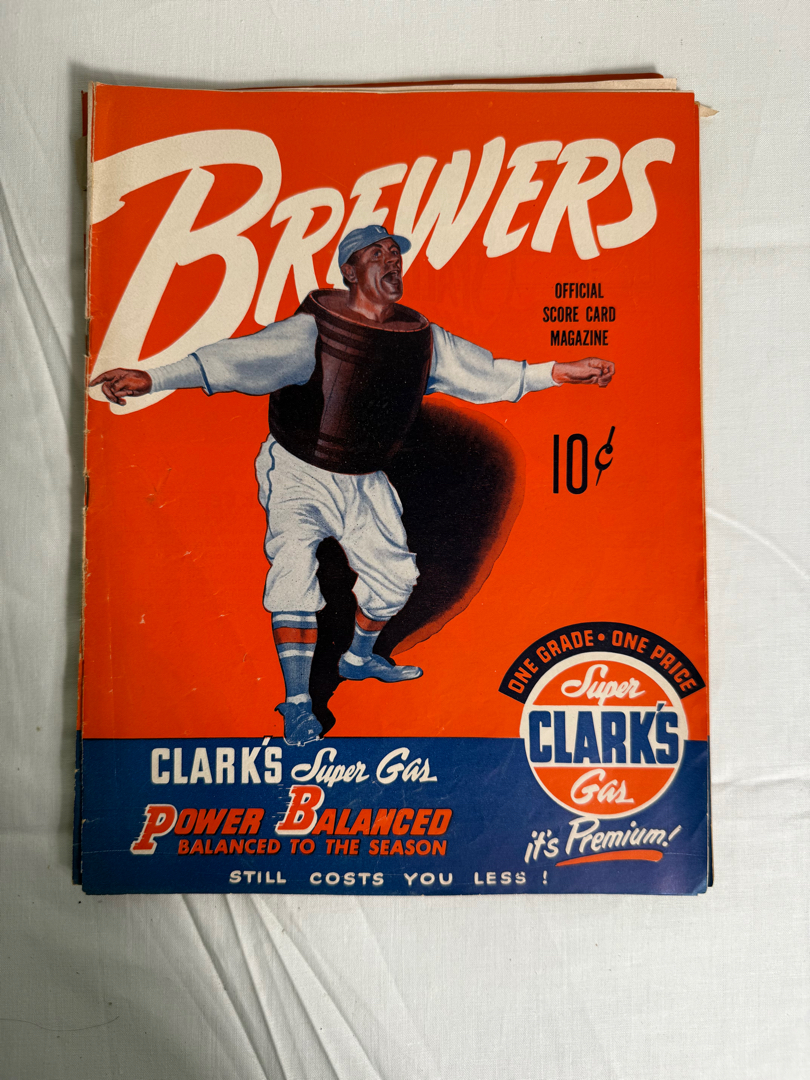 BREWERS
OFFICIAL
SCORE CARD
MAGAZINE
10¢
ONE GRADE • ONE PRICE
Super
CLARK'S
Gas
it's Premium!
CLARK'S Super Gas
POWER BALANCED
BALANCED TO THE SEASON
STILL COSTS YOU LESS !